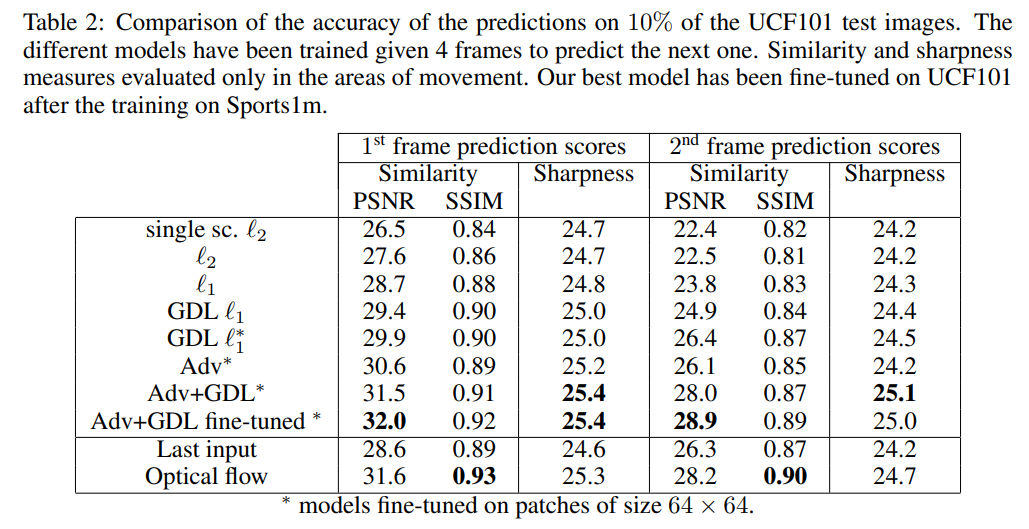 Table 2: Comparison of the accuracy of the predictions on 10% of the UCF101 test images. The
different models have been trained given 4 frames to predict the next one. Similarity and sharpness
measures evaluated only in the areas of movement. Our best model has been fine-tuned on UCF101
after the training on Sports1m.
1st frame prediction scores 2nd frame prediction scores
Similarity Sharpness Similarity Sharpness
PSNR SSIM PSNR SSIM
single sc. ℓ2 26.5 0.84 24.7 22.4 0.82 24.2
ℓ2 27.6 0.86 24.7 22.5 0.81 24.2
ℓ1 28.7 0.88 24.8 23.8 0.83 24.3
GDL ℓ1 29.4 0.90 25.0 24.9 0.84 24.4
GDL ℓ1* 29.9 0.90 25.0 26.4 0.87 24.5
Adv* 30.6 0.89 25.2 26.1 0.85 24.2
Adv+GDL* 31.5 0.91 25.4 28.0 0.87 25.1
Adv+GDL fine-tuned * 32.0 0.92 25.4 28.9 0.89 25.0
Last input 28.6 0.89 24.6 26.3 0.87 24.2
Optical flow 31.6 0.93 25.3 28.2 0.90 24.7
* models fine-tuned on patches of size 64 × 64.